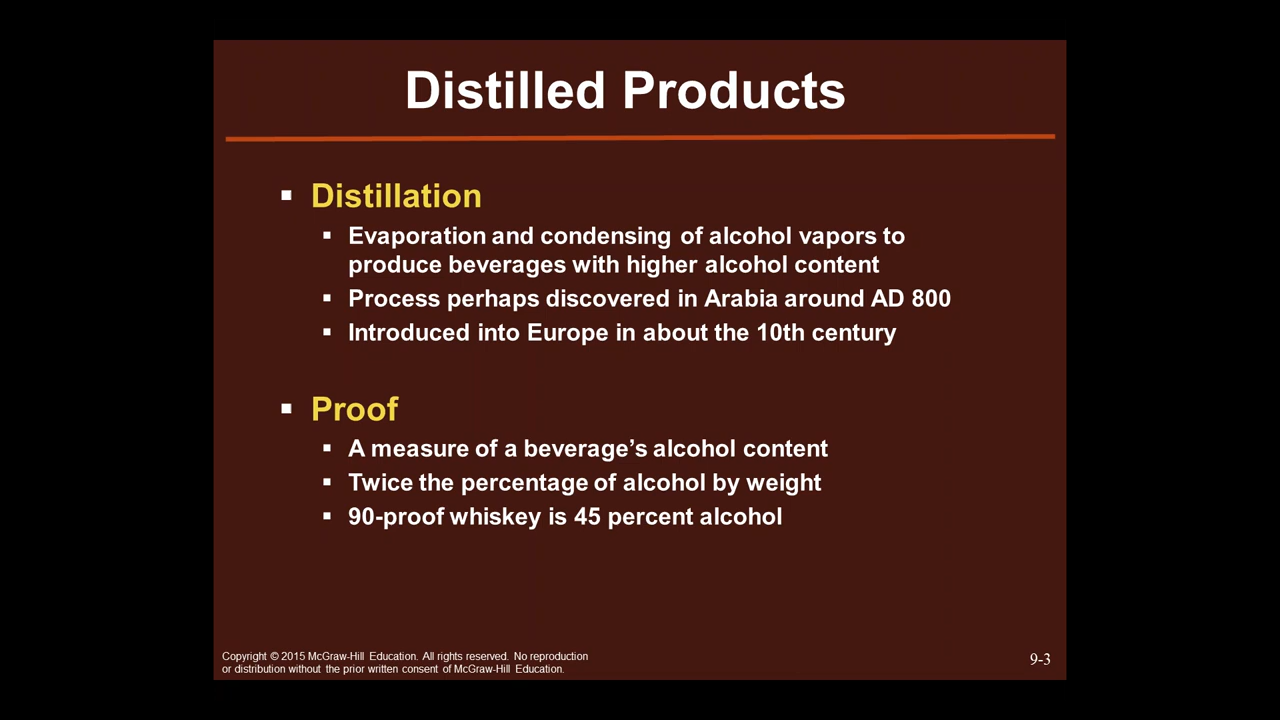 Distilled Products
▪ Distillation
▪ Evaporation and condensing of alcohol vapors to
produce beverages with higher alcohol content
▪ Process perhaps discovered in Arabia around AD 800
▪ Introduced into Europe in about the 10th century
▪ Proof
▪ A measure of a beverage’s alcohol content
▪ Twice the percentage of alcohol by weight
▪ 90-proof whiskey is 45 percent alcohol
Copyright © 2015 McGraw-Hill Education. All rights reserved. No reproduction
or distribution without the prior written consent of McGraw-Hill Education.
9-3